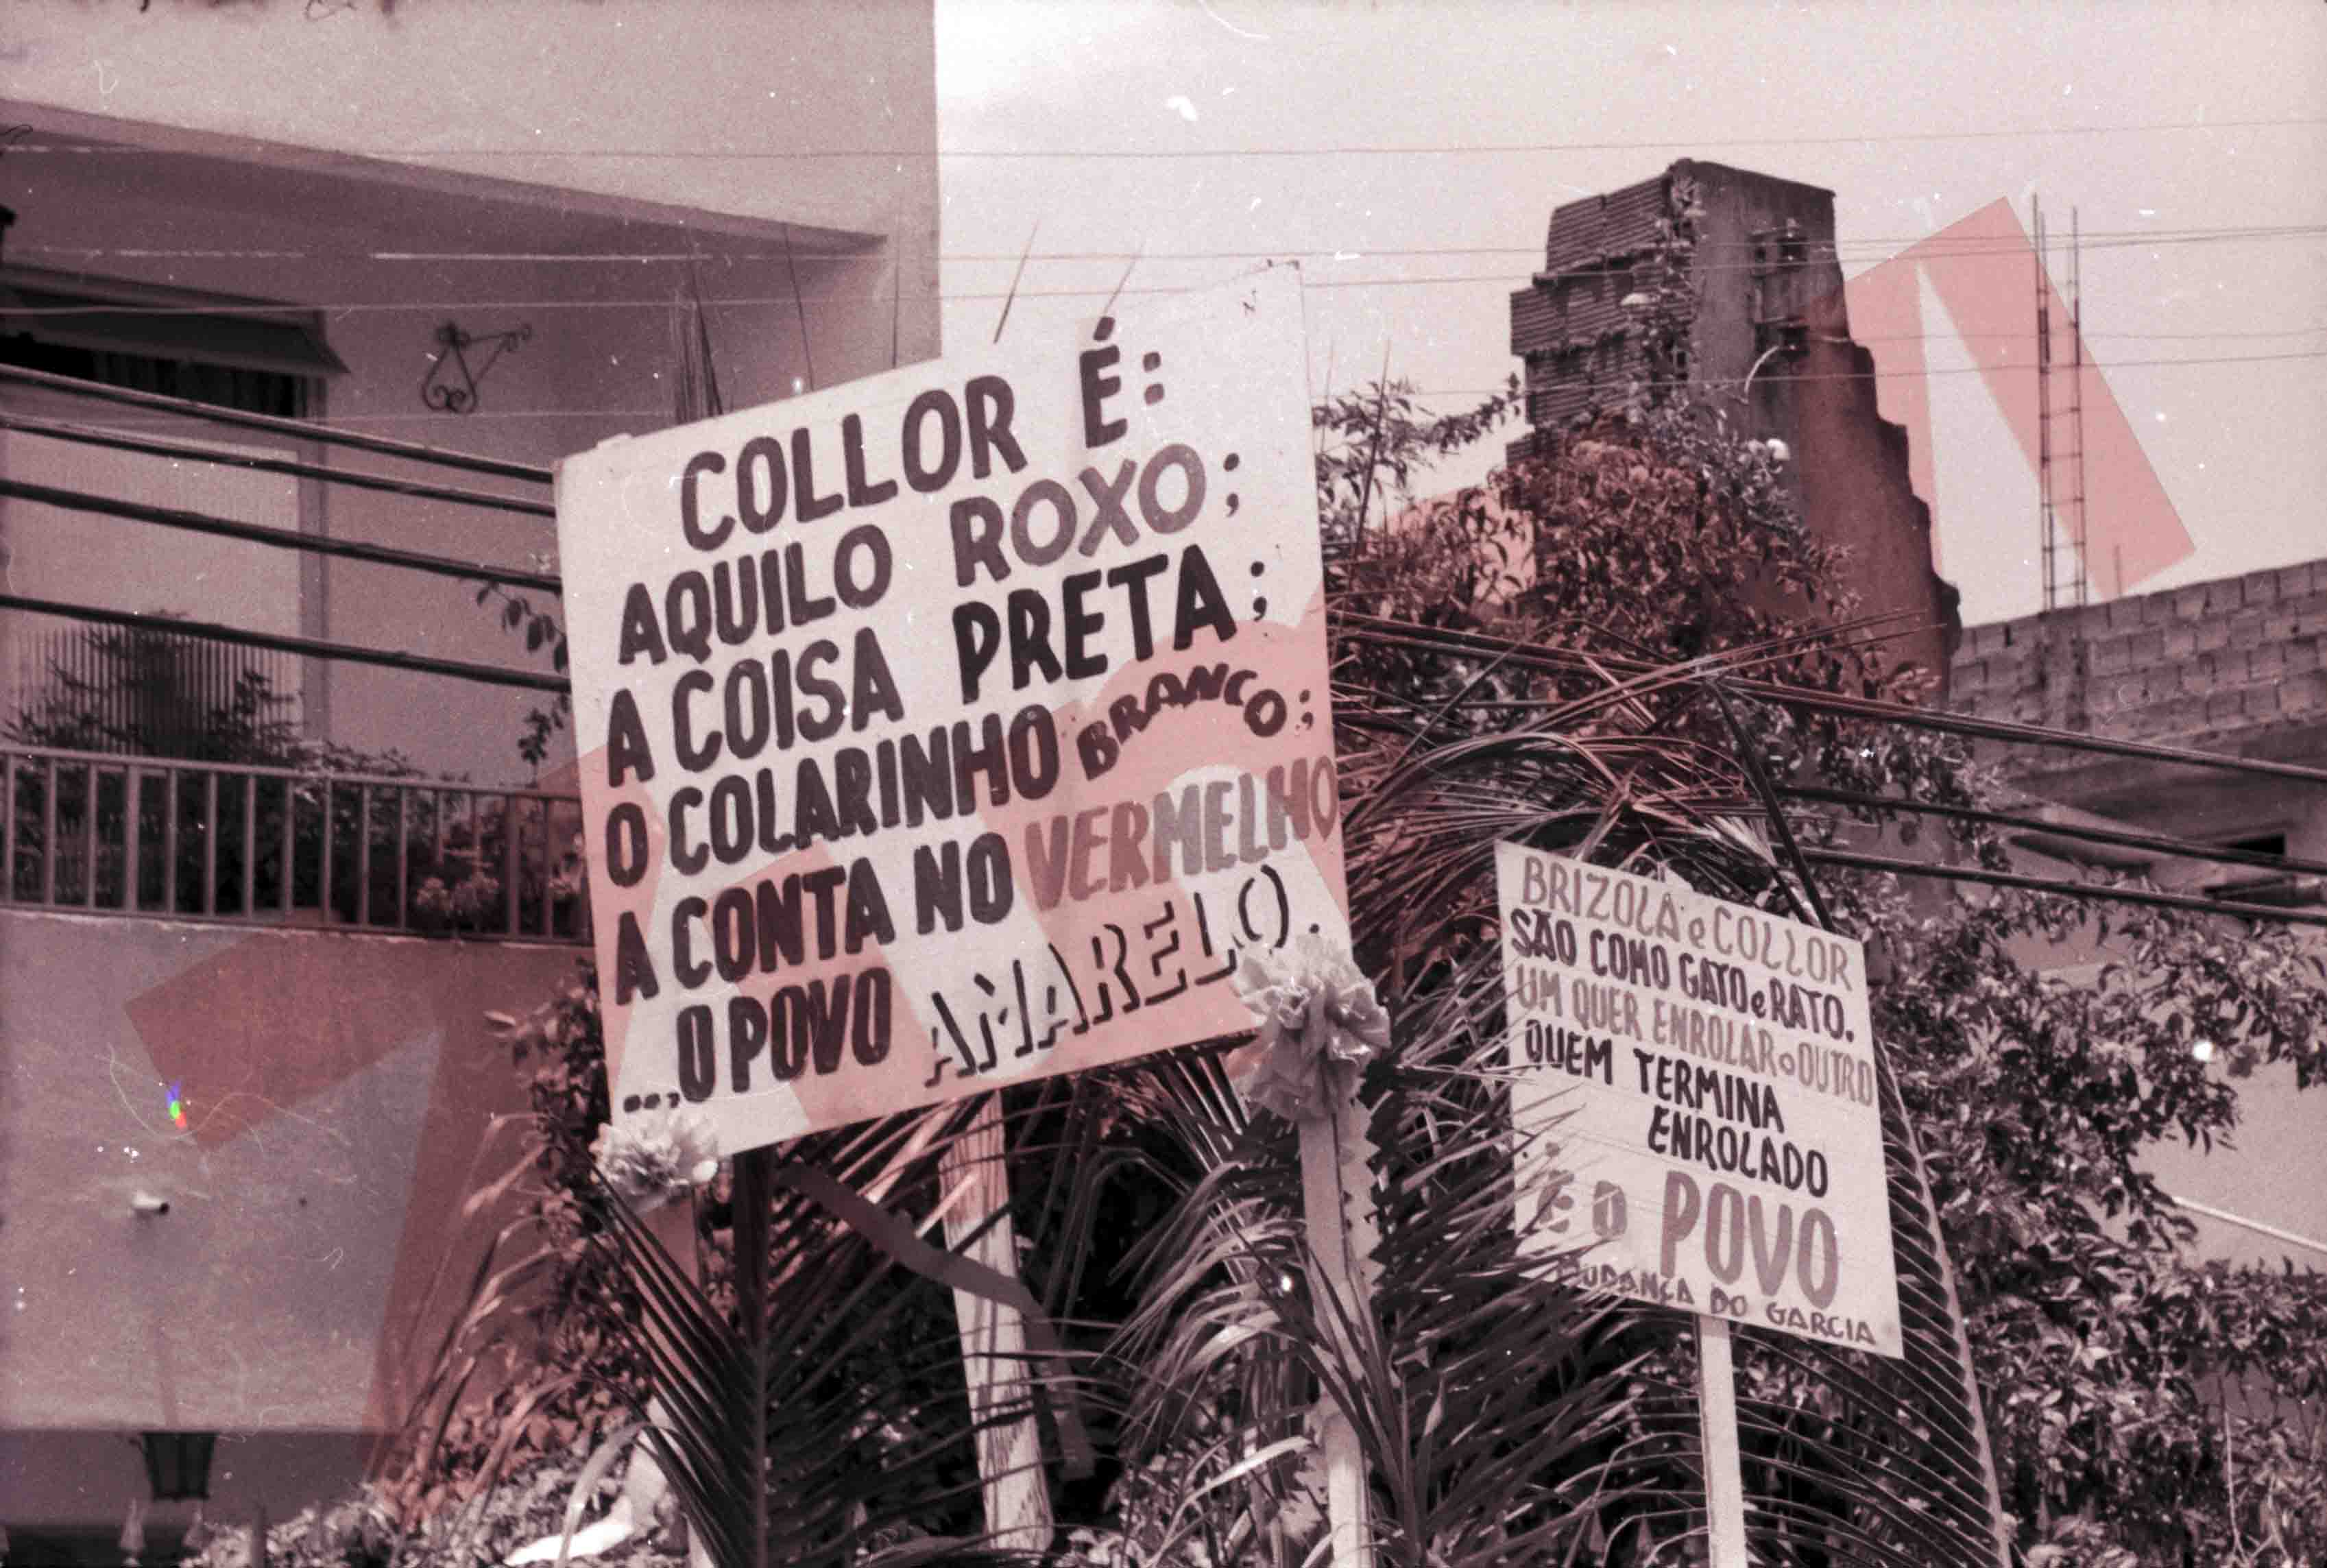 COLLOR É:
AQUILO ROXO;
A COISA PRETA;
O COLARINHO BRANCO;
A CONTA NO VERMELHO
...O POVO AMARELO.
BRIZOLA e COLLOR
SÃO COMO GATO e RATO.
UM QUER ENROLAR o OUTRO
QUEM TERMINA
ENROLADO
É O POVO
MUDANÇA DO GARCIA